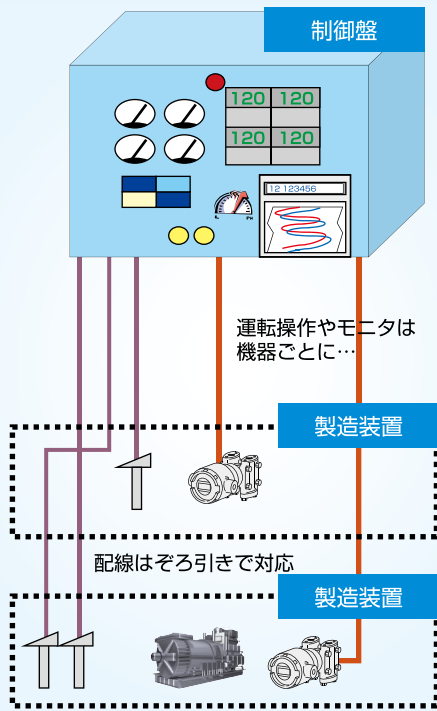 制御盤
120 120
120 120
12 123456
運転操作やモニタは
機器ごとに…
製造装置
配線はぞろ引きで対応
製造装置